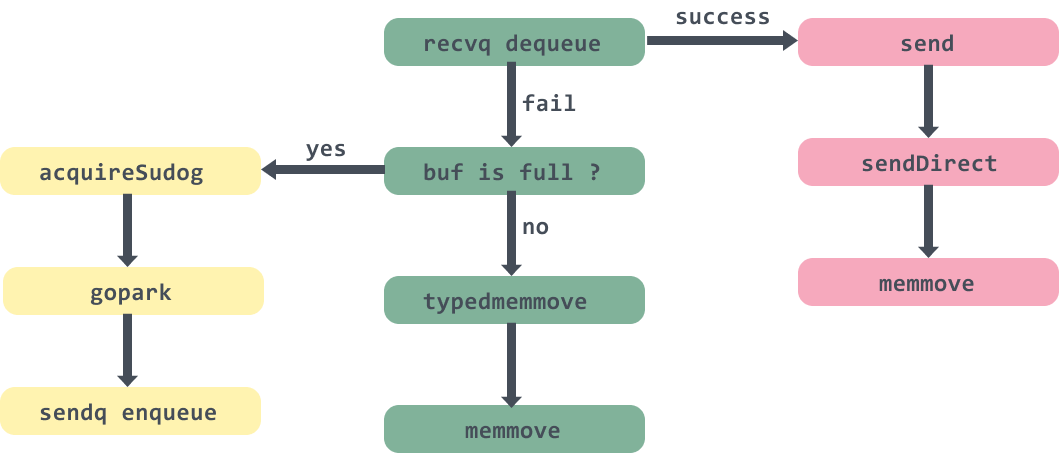 success
recvq dequeue
send
fail
yes
acquireSudog
buf is full ?
sendDirect
no
gopark
typedmemmove
memmove
sendq enqueue
memmove